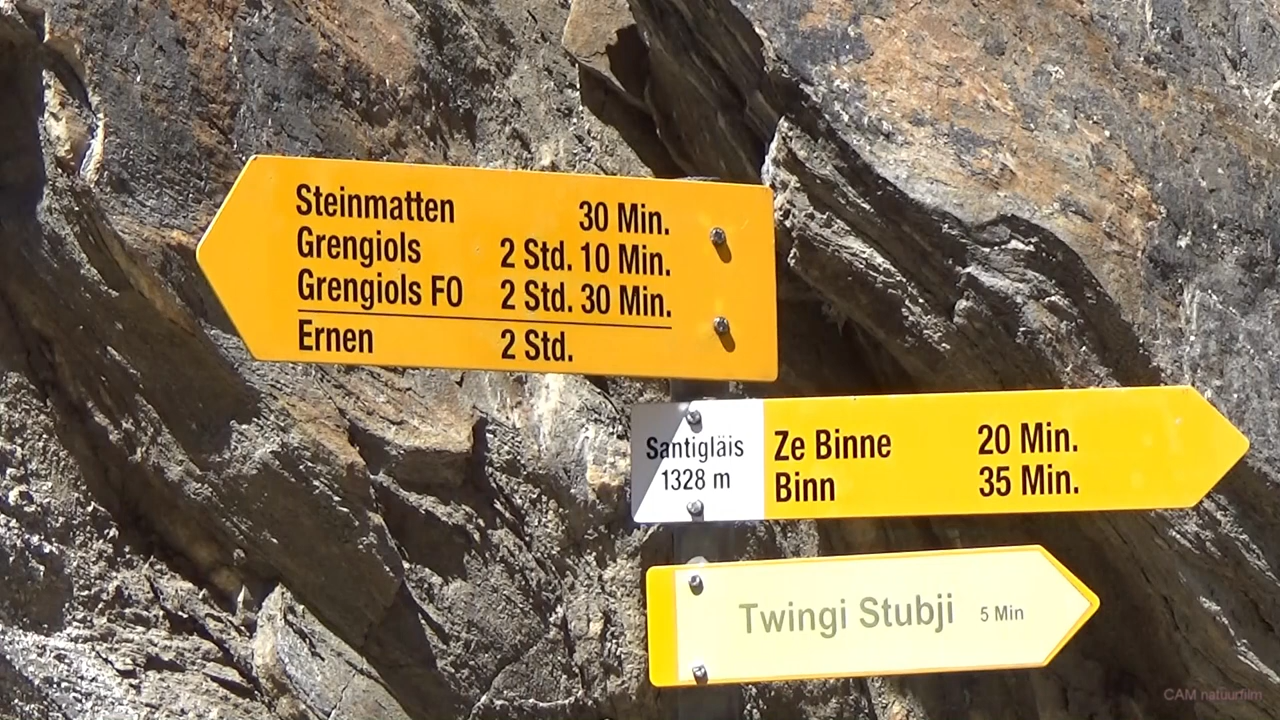 Steinmatten 30 Min.
Grengiols 2 Std. 10 Min.
Grengiols FO 2 Std. 30 Min.
Ernen 2 Std.
Santigläis
1328 m
Ze Binne 20 Min.
Binn 35 Min.
Twingi Stubji 5 Min
CAM natuurfilm